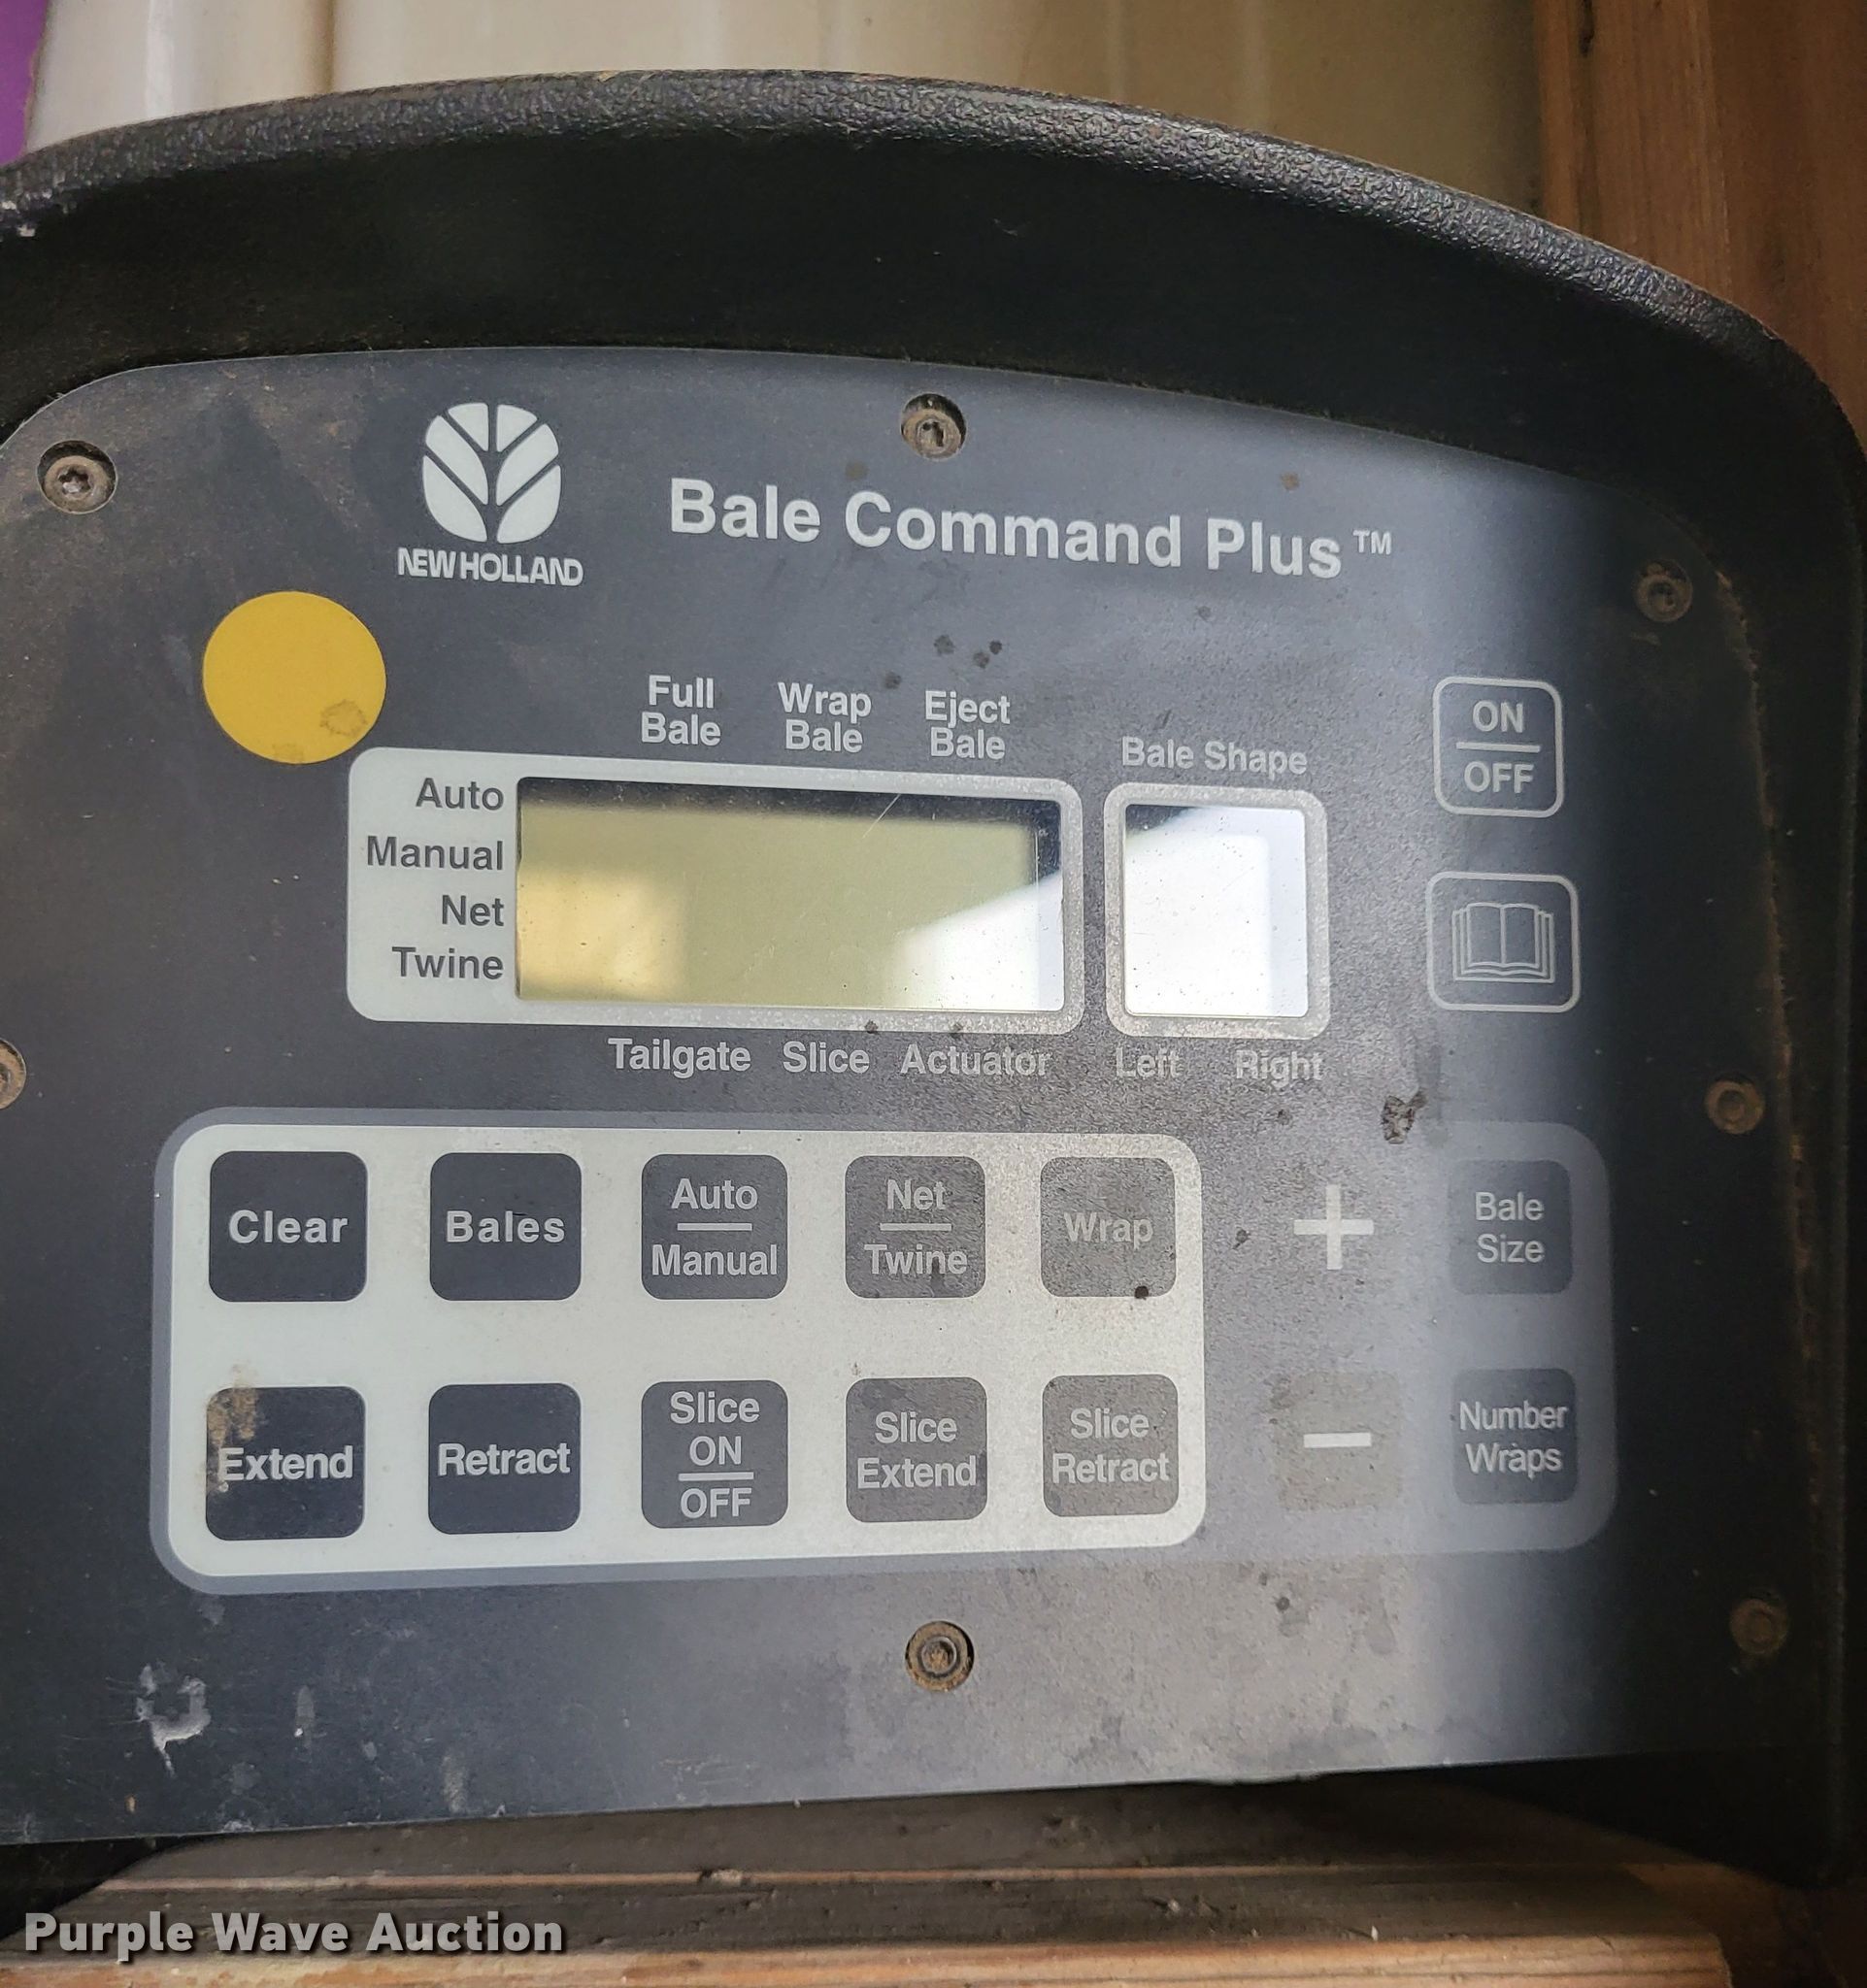 NEW HOLLAND
Bale Command Plus™
Full Bale
Wrap Bale
Eject Bale
Bale Shape
ON
OFF
Auto
Manual
Net
Twine
Tailgate Slice Actuator Left Right
Clear
Bales
Auto
Manual
Net
Twine
Wrap
+
Bale
Size
Extend
Retract
Slice
ON
OFF
Slice
Extend
Slice
Retract
−
Number
Wraps
Purple Wave Auction